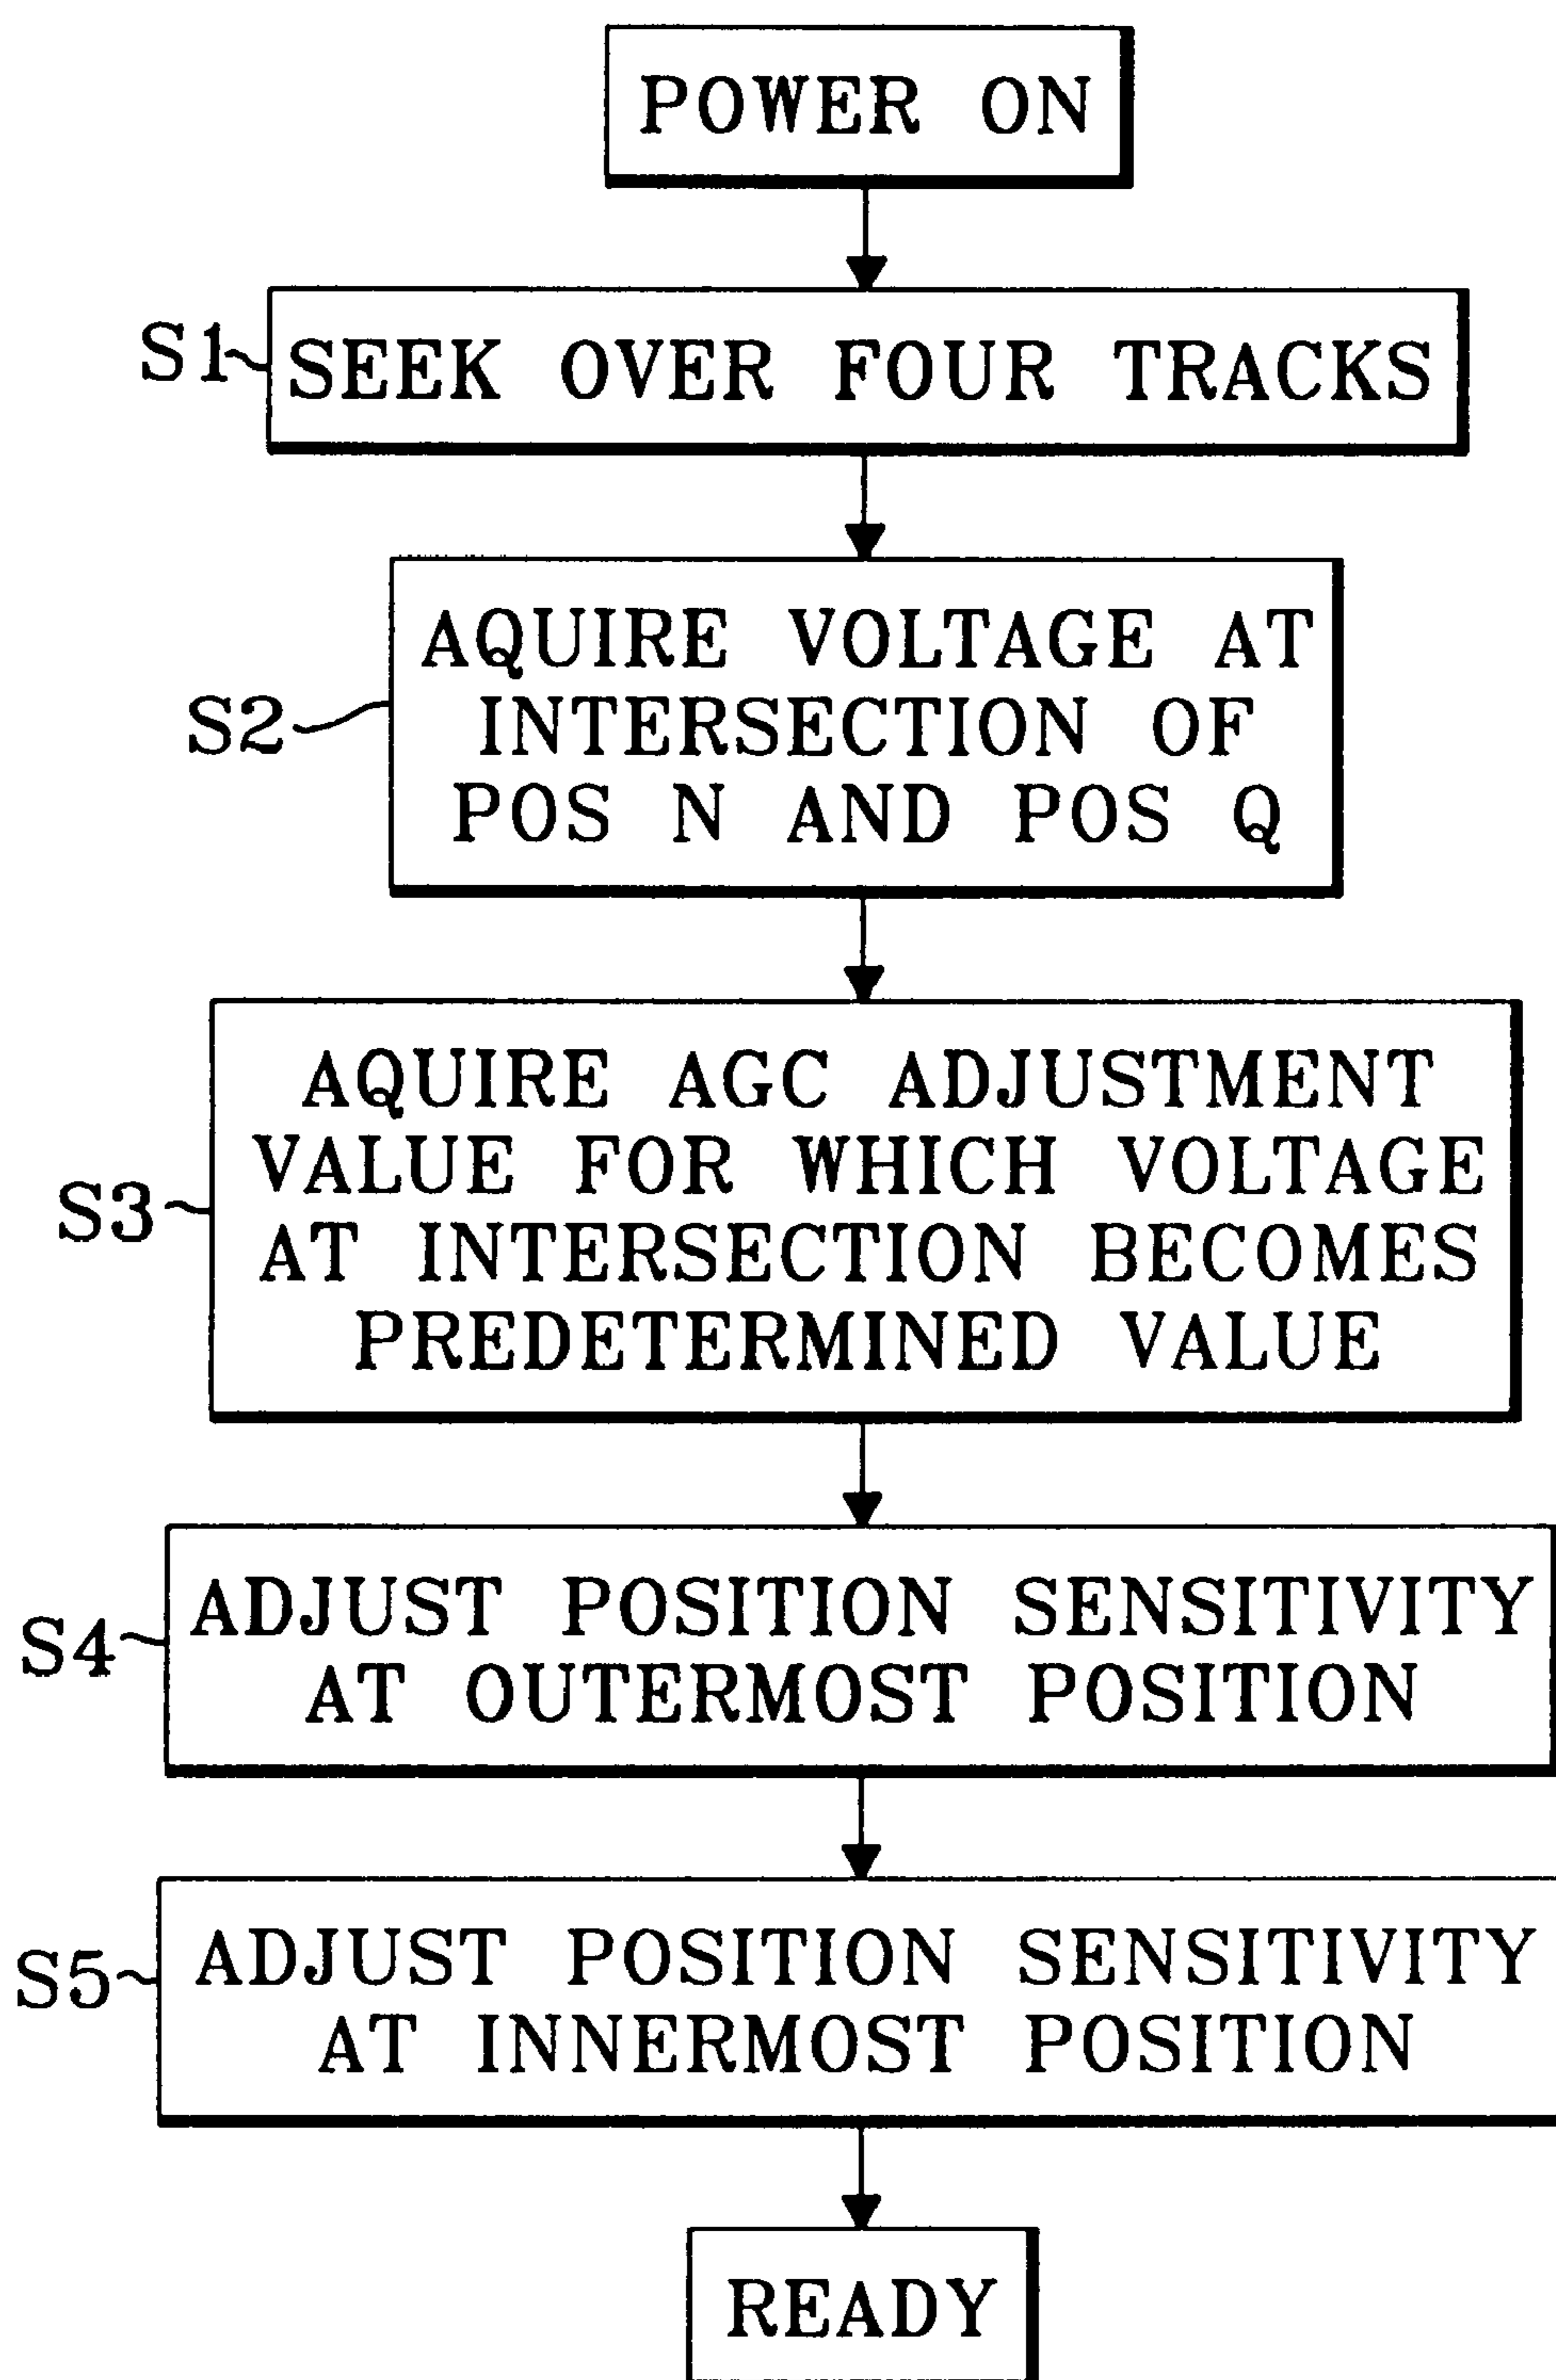 POWER ON
S1
SEEK OVER FOUR TRACKS
S2
AQUIRE VOLTAGE AT
INTERSECTION OF
POS N AND POS Q
S3
AQUIRE AGC ADJUSTMENT
VALUE FOR WHICH VOLTAGE
AT INTERSECTION BECOMES
PREDETERMINED VALUE
S4
ADJUST POSITION SENSITIVITY
AT OUTERMOST POSITION
S5
ADJUST POSITION SENSITIVITY
AT INNERMOST POSITION
READY